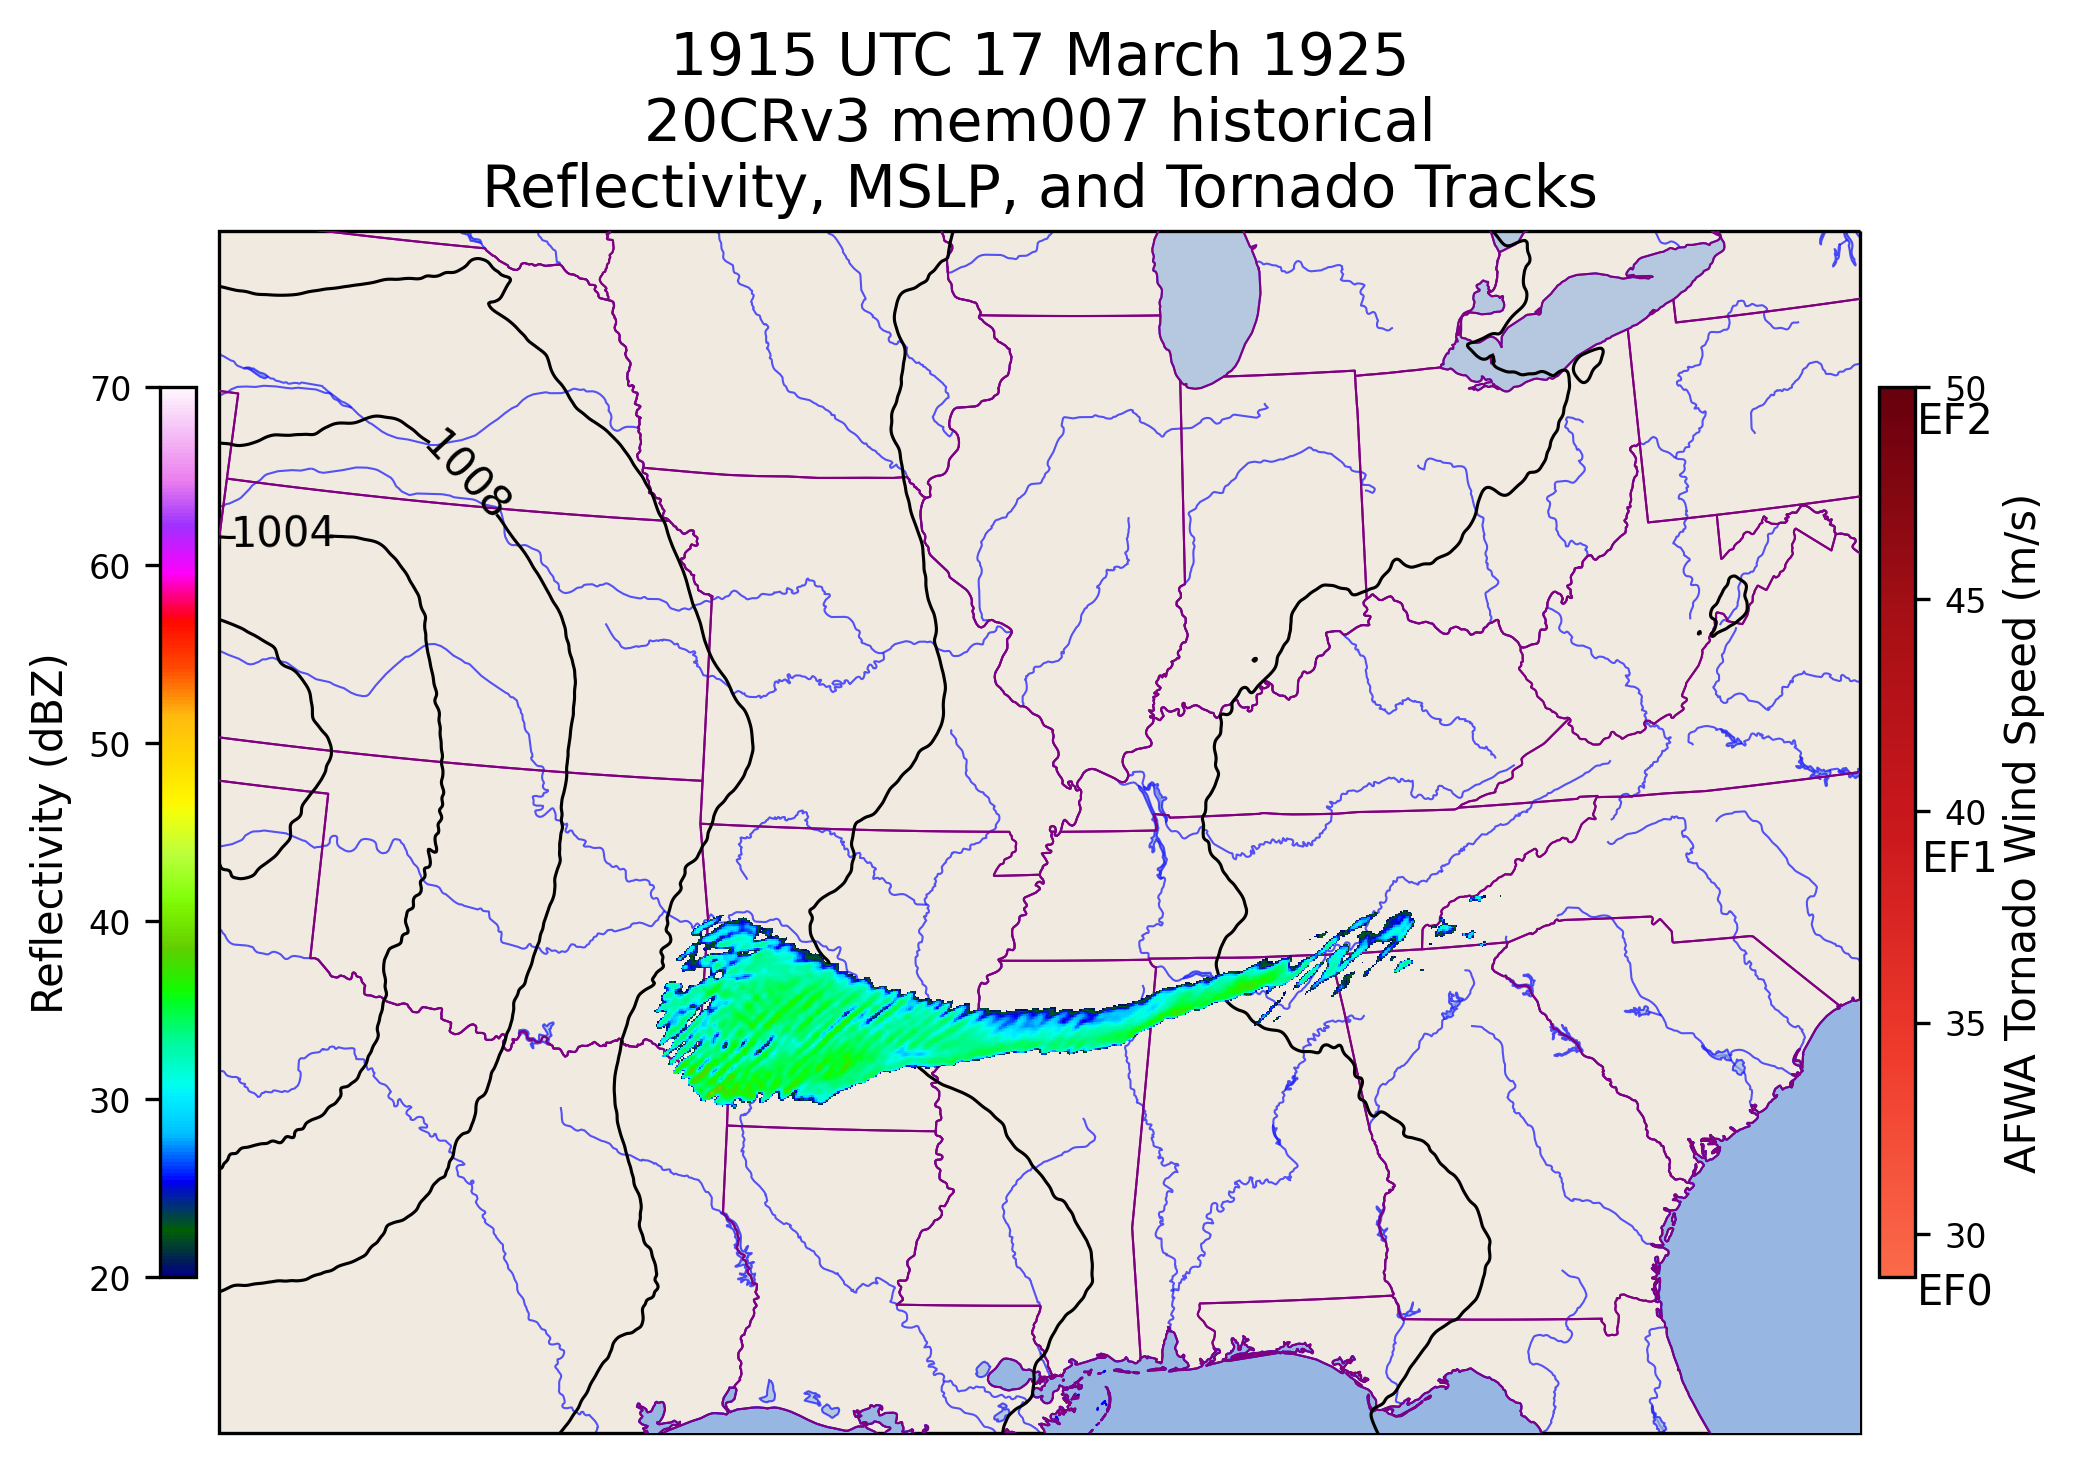 1915 UTC 17 March 1925
20CRv3 mem007 historical
Reflectivity, MSLP, and Tornado Tracks
Reflectivity (dBZ)
70
60
50
40
30
20
1008
1004
50
EF2
45
40
EF1
35
30
EF0
AFWA Tornado Wind Speed (m/s)